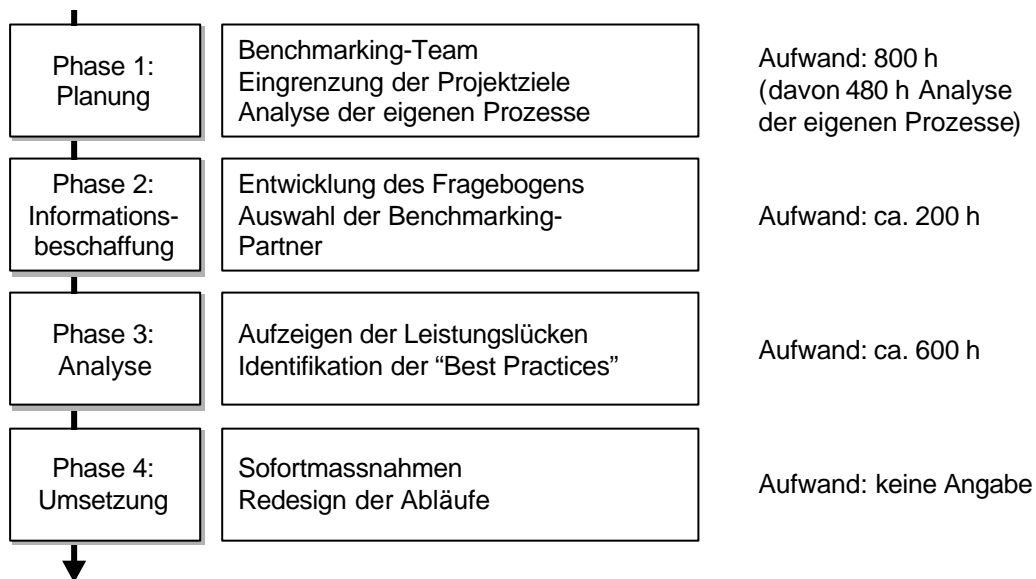 Phase 1:
Planung
Benchmarking-Team
Eingrenzung der Projektziele
Analyse der eigenen Prozesse
Aufwand: 800 h
(davon 480 h Analyse
der eigenen Prozesse)
Phase 2:
Informations-
beschaffung
Entwicklung des Fragebogens
Auswahl der Benchmarking-
Partner
Aufwand: ca. 200 h
Phase 3:
Analyse
Aufzeigen der Leistungslücken
Identifikation der “Best Practices”
Aufwand: ca. 600 h
Phase 4:
Umsetzung
Sofortmassnahmen
Redesign der Abläufe
Aufwand: keine Angabe